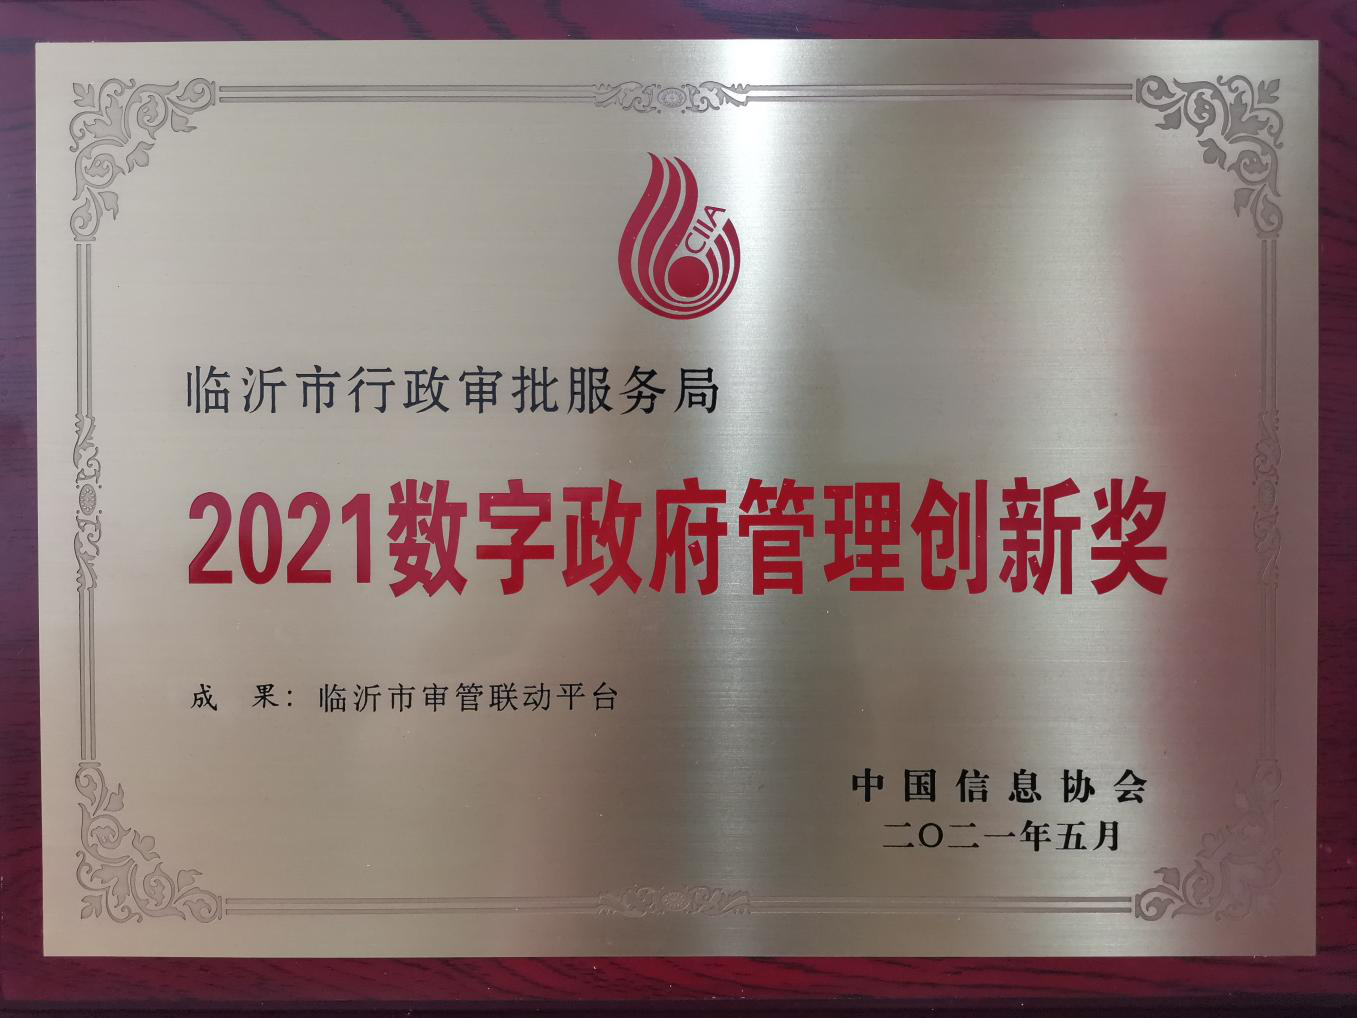 CIIA
临沂市行政审批服务局
2021数字政府管理创新奖
成 果：临沂市审管联动平台
中国信息协会
二〇二一年五月